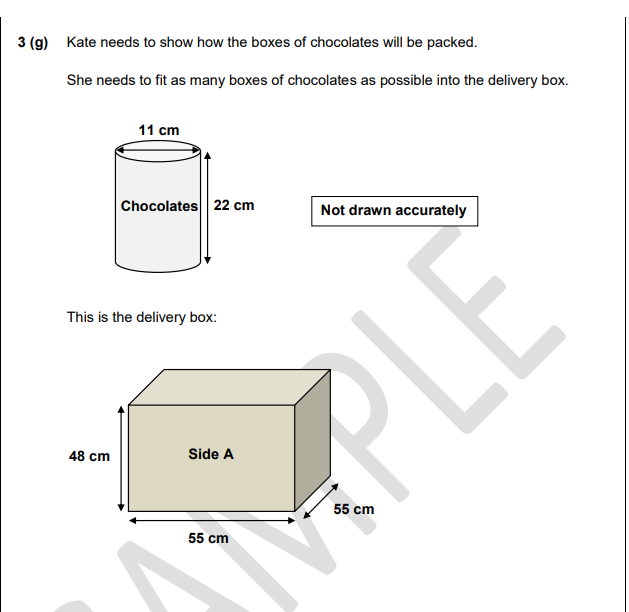 3 (g) Kate needs to show how the boxes of chocolates will be packed.
She needs to fit as many boxes of chocolates as possible into the delivery box.
11 cm
Chocolates 22 cm
Not drawn accurately
This is the delivery box:
48 cm
Side A
55 cm
55 cm